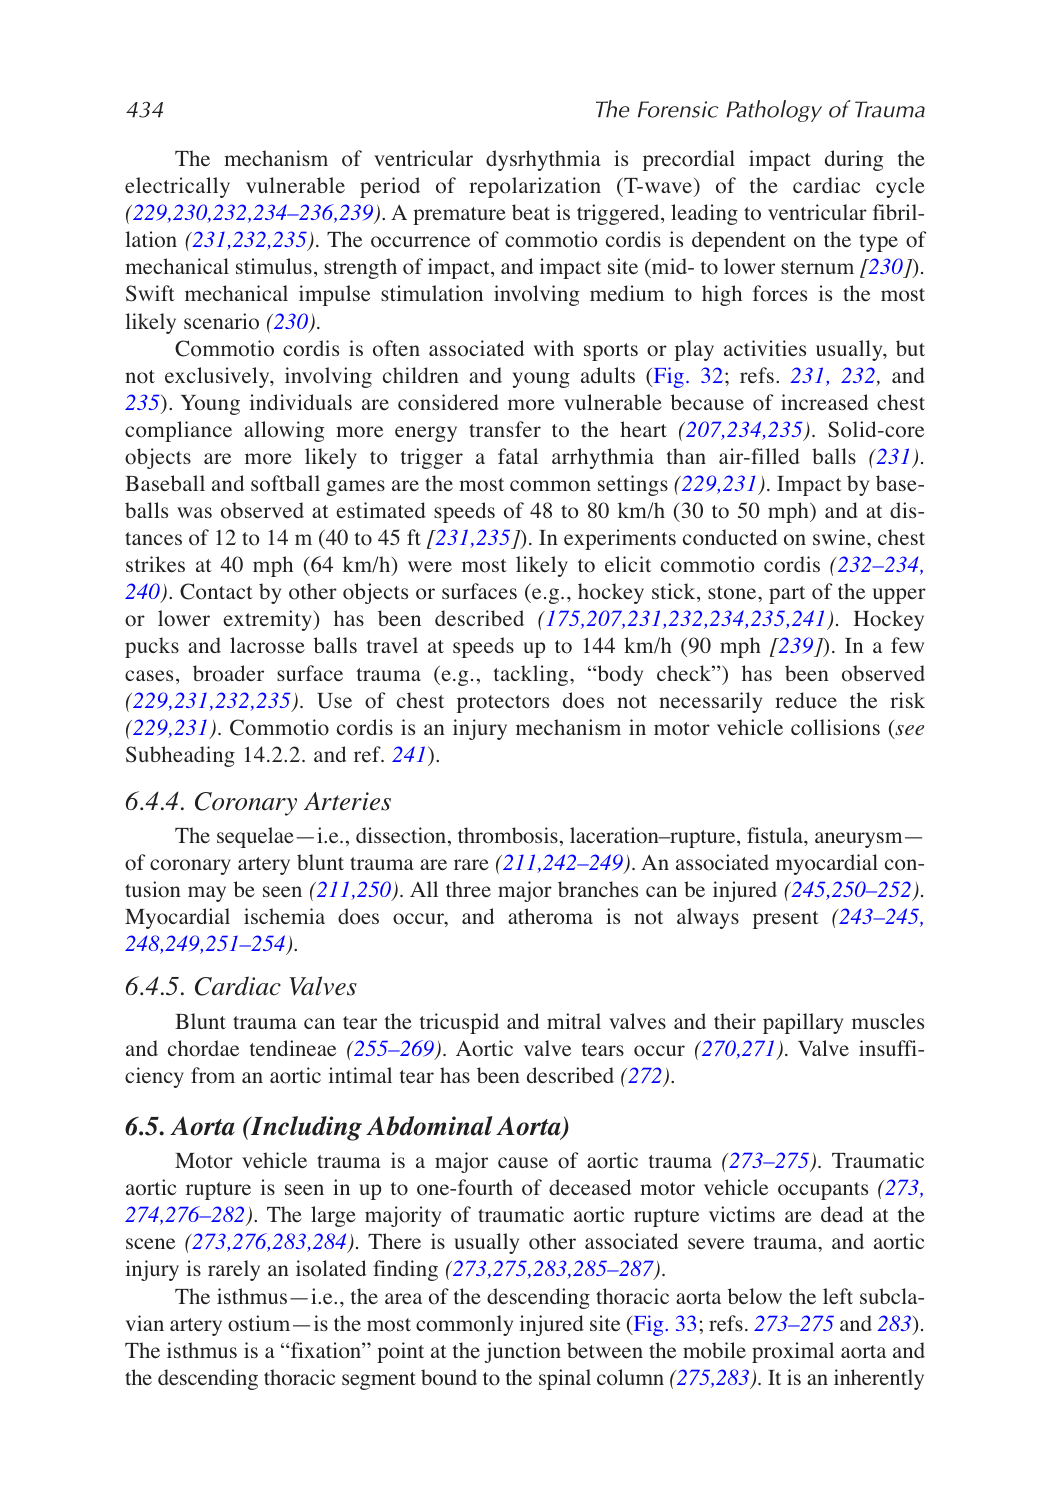 434
The Forensic Pathology of Trauma
The mechanism of ventricular dysrhythmia is precordial impact during the
electrically vulnerable period of repolarization (T-wave) of the cardiac cycle
(229,230,232,234–236,239). A premature beat is triggered, leading to ventricular fibril-
lation (231,232,235). The occurrence of commotio cordis is dependent on the type of
mechanical stimulus, strength of impact, and impact site (mid- to lower sternum [230]).
Swift mechanical impulse stimulation involving medium to high forces is the most
likely scenario (230).
Commotio cordis is often associated with sports or play activities usually, but
not exclusively, involving children and young adults (Fig. 32; refs. 231, 232, and
235). Young individuals are considered more vulnerable because of increased chest
compliance allowing more energy transfer to the heart (207,234,235). Solid-core
objects are more likely to trigger a fatal arrhythmia than air-filled balls (231).
Baseball and softball games are the most common settings (229,231). Impact by base-
balls was observed at estimated speeds of 48 to 80 km/h (30 to 50 mph) and at dis-
tances of 12 to 14 m (40 to 45 ft [231,235]). In experiments conducted on swine, chest
strikes at 40 mph (64 km/h) were most likely to elicit commotio cordis (232–234,
240). Contact by other objects or surfaces (e.g., hockey stick, stone, part of the upper
or lower extremity) has been described (175,207,231,232,234,235,241). Hockey
pucks and lacrosse balls travel at speeds up to 144 km/h (90 mph [239]). In a few
cases, broader surface trauma (e.g., tackling, “body check”) has been observed
(229,231,232,235). Use of chest protectors does not necessarily reduce the risk
(229,231). Commotio cordis is an injury mechanism in motor vehicle collisions (see
Subheading 14.2.2. and ref. 241).
6.4.4. Coronary Arteries
The sequelae—i.e., dissection, thrombosis, laceration–rupture, fistula, aneurysm—
of coronary artery blunt trauma are rare (211,242–249). An associated myocardial con-
tusion may be seen (211,250). All three major branches can be injured (245,250–252).
Myocardial ischemia does occur, and atheroma is not always present (243–245,
248,249,251–254).
6.4.5. Cardiac Valves
Blunt trauma can tear the tricuspid and mitral valves and their papillary muscles
and chordae tendineae (255–269). Aortic valve tears occur (270,271). Valve insuffi-
ciency from an aortic intimal tear has been described (272).
6.5. Aorta (Including Abdominal Aorta)
Motor vehicle trauma is a major cause of aortic trauma (273–275). Traumatic
aortic rupture is seen in up to one-fourth of deceased motor vehicle occupants (273,
274,276–282). The large majority of traumatic aortic rupture victims are dead at the
scene (273,276,283,284). There is usually other associated severe trauma, and aortic
injury is rarely an isolated finding (273,275,283,285–287).
The isthmus—i.e., the area of the descending thoracic aorta below the left subcla-
vian artery ostium—is the most commonly injured site (Fig. 33; refs. 273–275 and 283).
The isthmus is a “fixation” point at the junction between the mobile proximal aorta and
the descending thoracic segment bound to the spinal column (275,283). It is an inherently